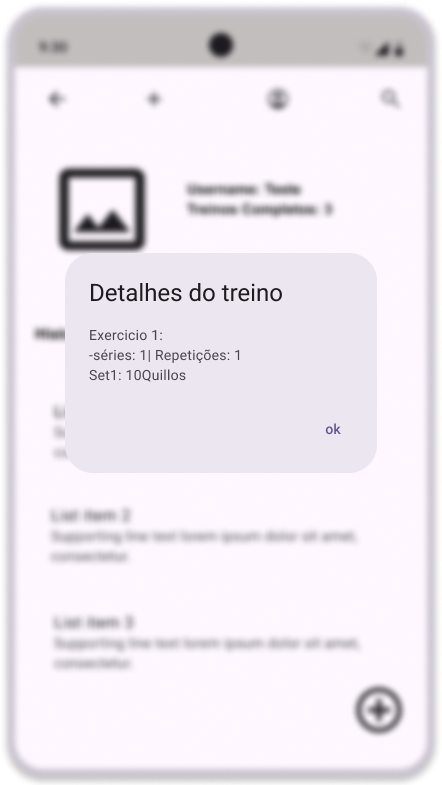 9:30
Username: Teste
Treinos Completos: 3
Detalhes do treino
Exercicio 1:
-séries: 1| Repetições: 1
Set1: 10Quillos
ok
List item 2
Supporting line text lorem ipsum dolor sit amet,
consectetur.
List item 3
Supporting line text lorem ipsum dolor sit amet,
consectetur.